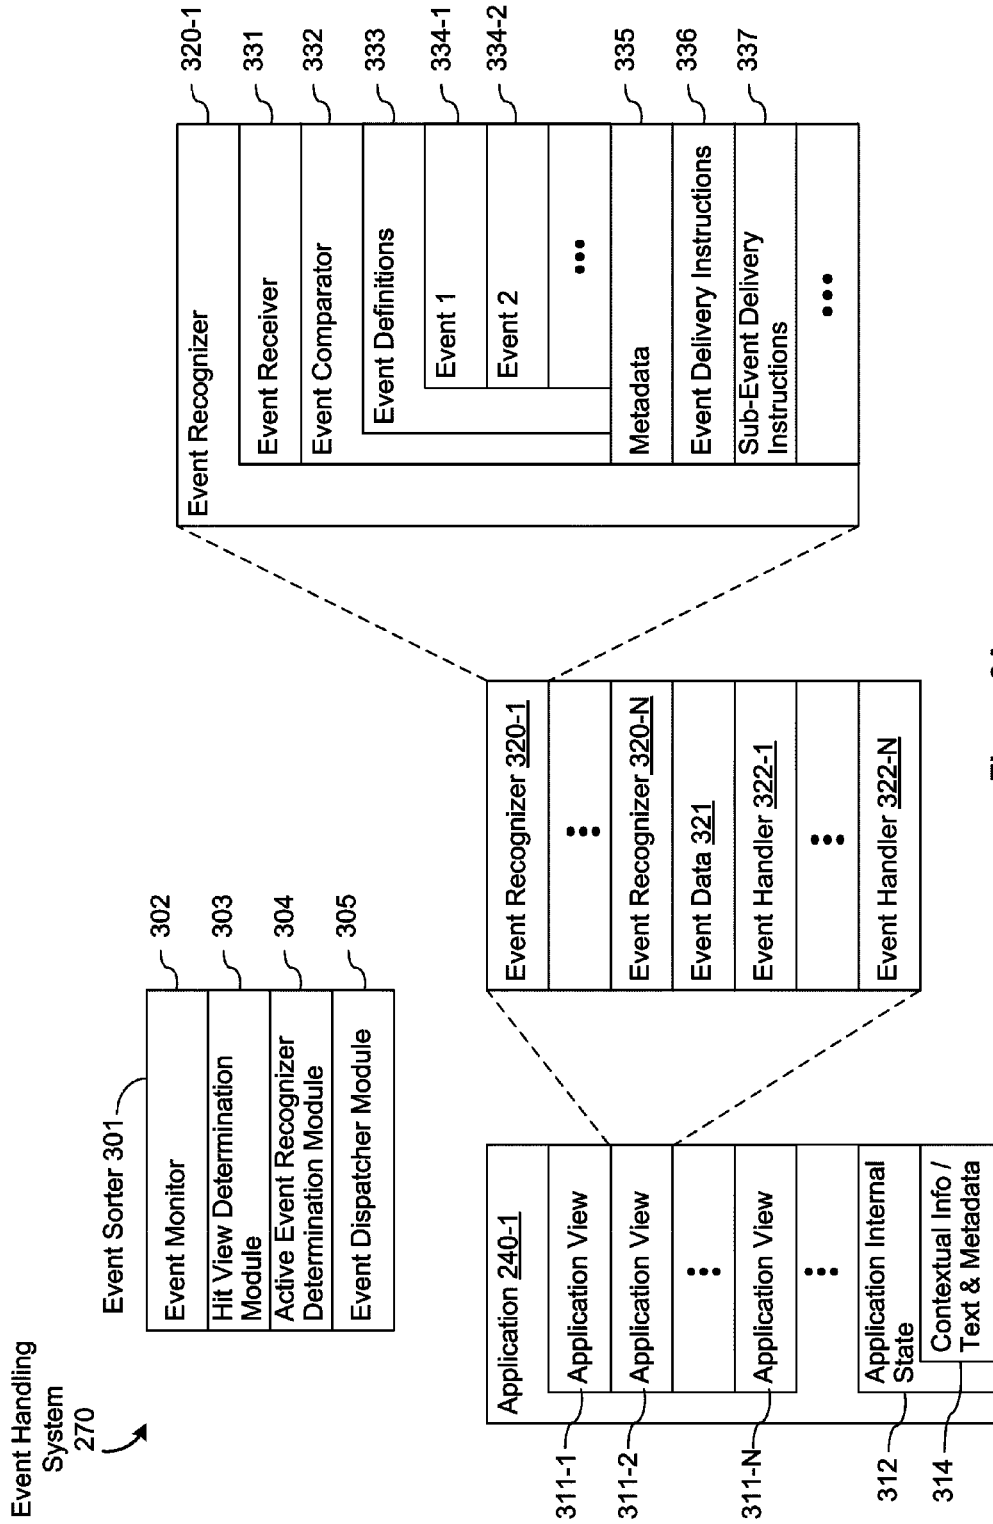 Event Handling
System
270
Event Sorter 301
Event Monitor
302
Hit View Determination
Module
303
Active Event Recognizer
Determination Module
304
Event Dispatcher Module
305
Application 240-1
Application View
311-1
Application View
311-2
Application View
311-N
Application Internal
State
312
Contextual Info /
Text & Metadata
314
Event Recognizer 320-1
Event Recognizer 320-N
Event Data 321
Event Handler 322-1
Event Handler 322-N
Event Recognizer
320-1
Event Receiver
331
Event Comparator
332
Event Definitions
333
Event 1
334-1
Event 2
334-2
Metadata
335
Event Delivery Instructions
336
Sub-Event Delivery
Instructions
337